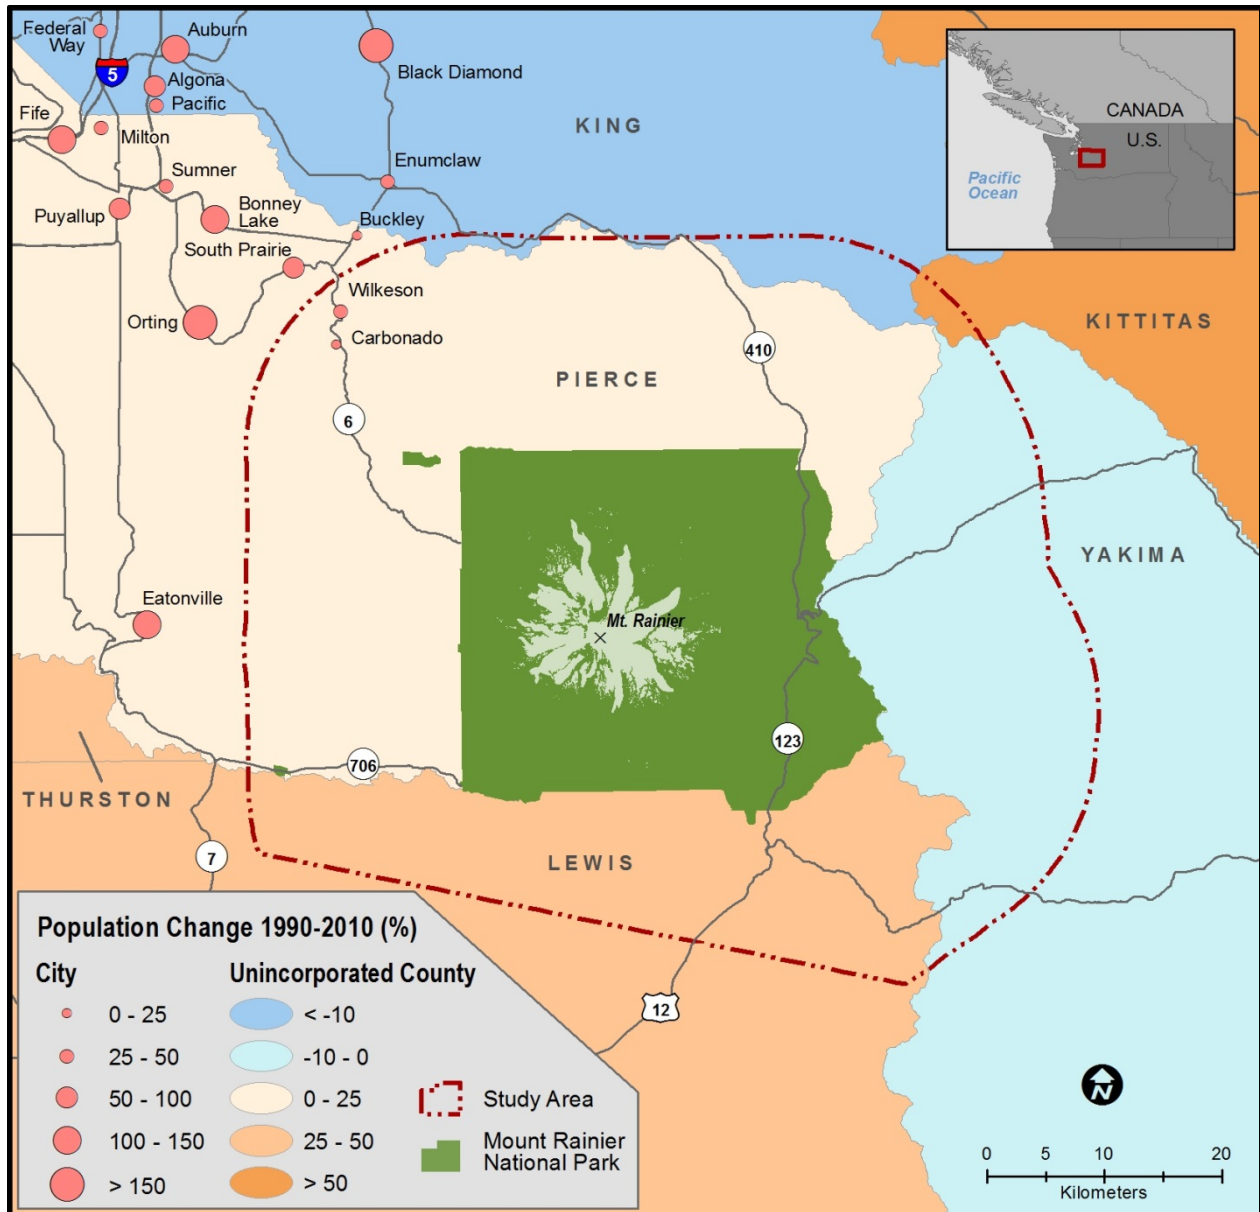 Federal
Way
Auburn
5
Algona
Pacific
Black Diamond
Fife
Milton
KING
CANADA
U.S.
Pacific
Ocean
Sumner
Enumclaw
Puyallup
Bonney
Lake
Buckley
South Prairie
Wilkeson
Orting
Carbonado
KITTITAS
410
PIERCE
6
YAKIMA
Eatonville
Mt. Rainier
123
706
THURSTON
7
LEWIS
12
Population Change 1990-2010 (%)
City
Unincorporated County
0 - 25
< -10
25 - 50
-10 - 0
50 - 100
0 - 25
Study Area
100 - 150
25 - 50
Mount Rainier
National Park
> 150
> 50
N
0 5 10 20
Kilometers